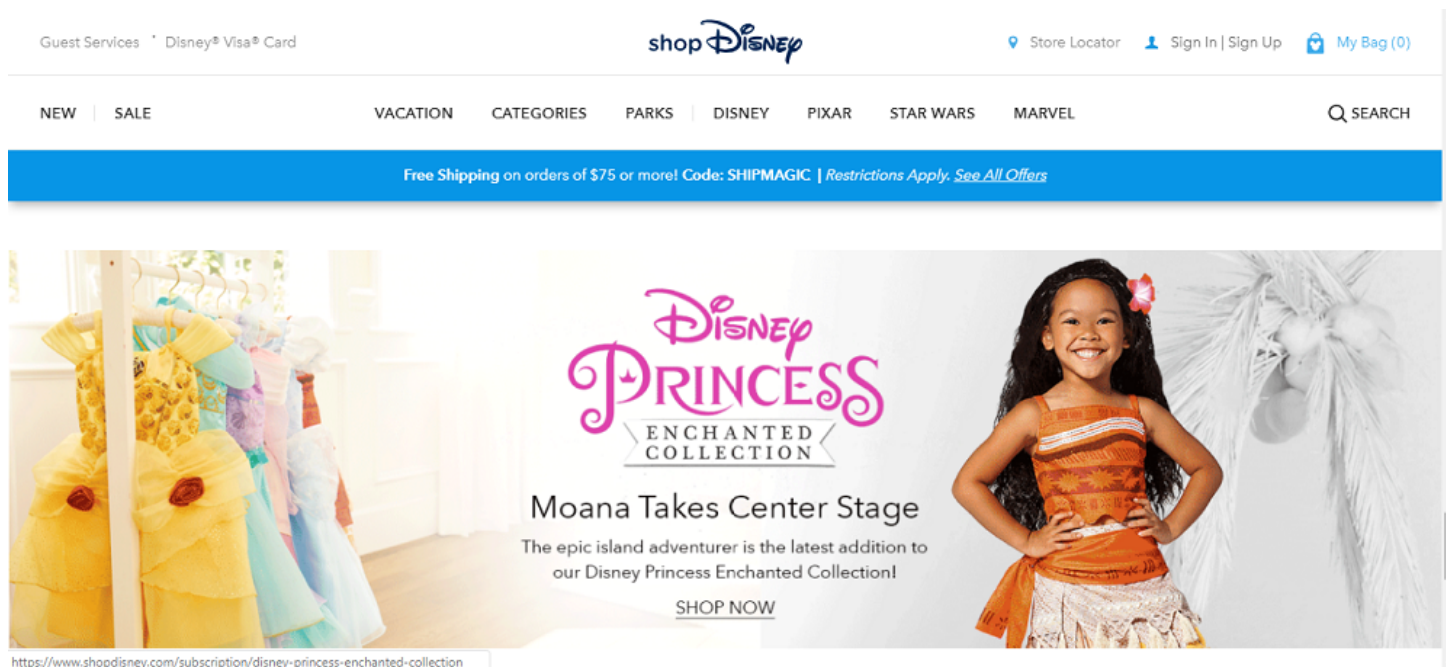 Guest Services * Disney® Visa® Card
shop Disney
Store Locator
Sign In | Sign Up
My Bag (0)
NEW | SALE
VACATION CATEGORIES PARKS | DISNEY PIXAR STAR WARS MARVEL
SEARCH
Free Shipping on orders of $75 or more! Code: SHIPMAGIC | Restrictions Apply. See All Offers
Disney
PRINCESS
ENCHANTED
COLLECTION
Moana Takes Center Stage
The epic island adventurer is the latest addition to
our Disney Princess Enchanted Collection!
SHOP NOW
https://www.shopdisney.com/subscription/disney-princess-enchanted-collection